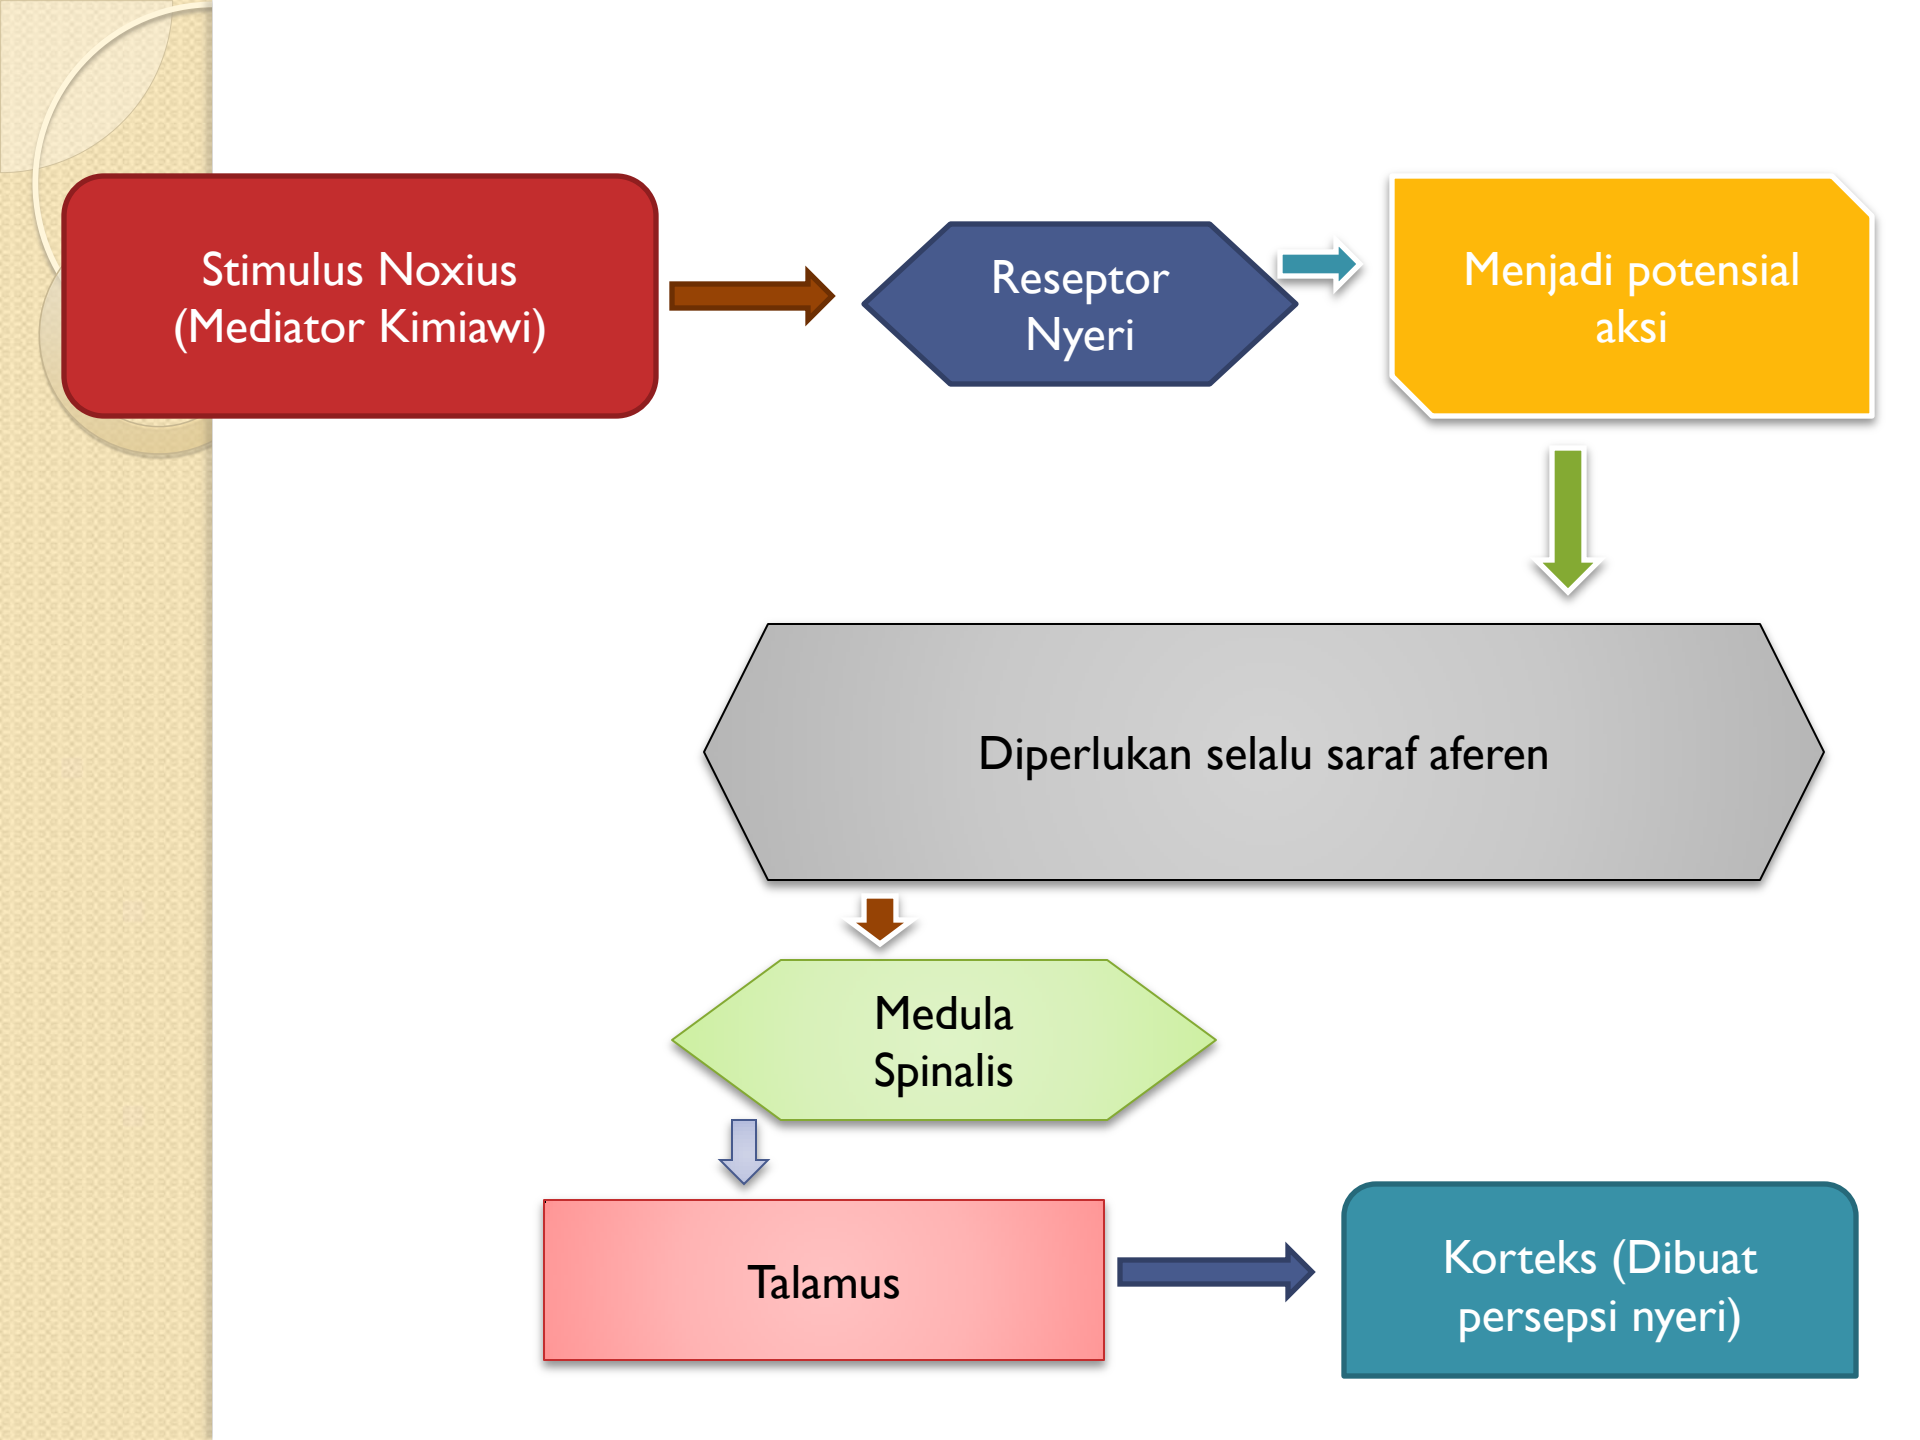 Stimulus Noxius
(Mediator Kimiawi)
Reseptor
Nyeri
Menjadi potensial
aksi
Diperlukan selalu saraf aferen
Medula
Spinalis
Talamus
Korteks (Dibuat
persepsi nyeri)